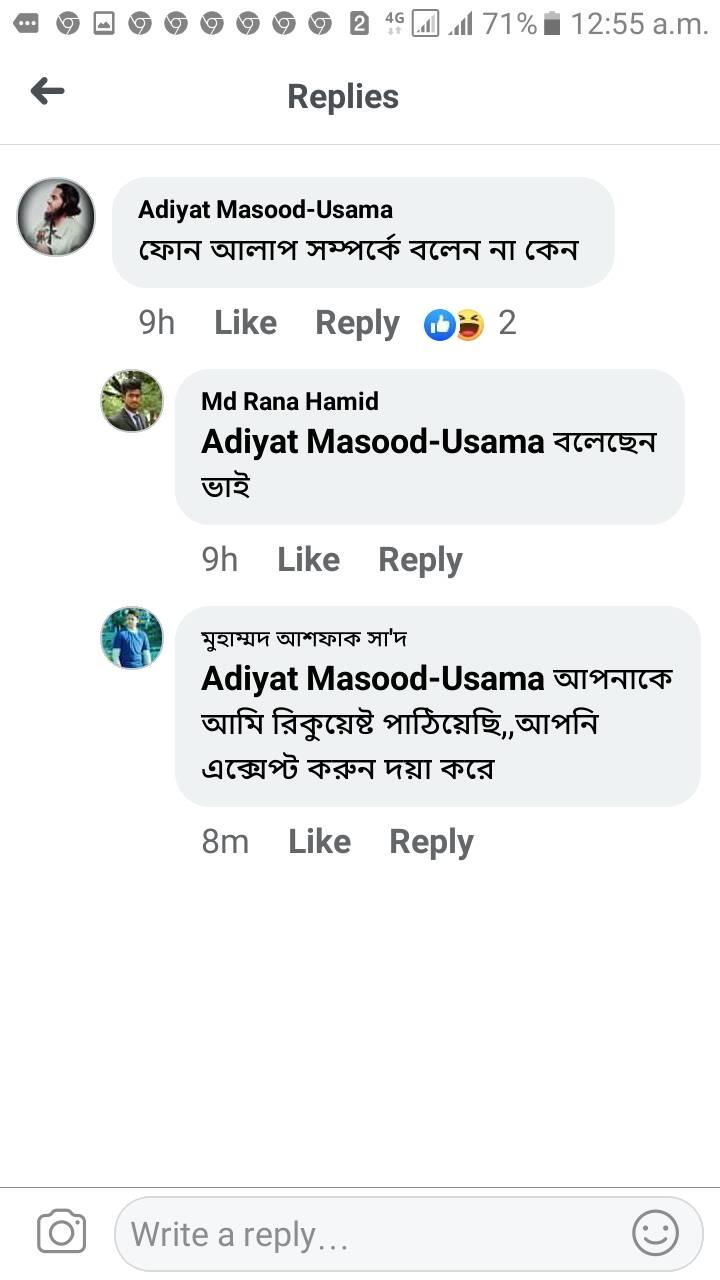 2 4G 71% 12:55 a.m.
Replies
Adiyat Masood-Usama
ফোন আলাপ সম্পর্কে বলেন না কেন
9h Like Reply 2
Md Rana Hamid
Adiyat Masood-Usama বলেছেন
ভাই
9h Like Reply
মুহাম্মদ আশফাক সা'দ
Adiyat Masood-Usama আপনাকে
আমি রিকুয়েষ্ট পাঠিয়েছি,,আপনি
এক্সেপ্ট করুন দয়া করে
8m Like Reply
Write a reply...